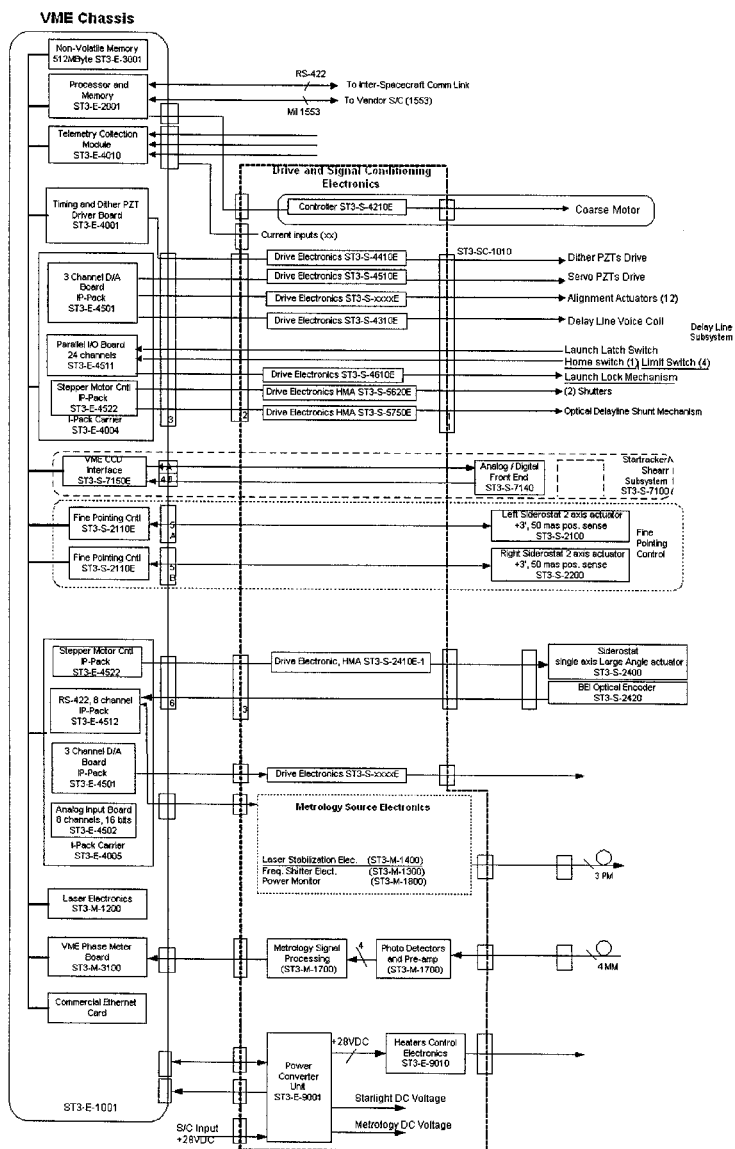 VME Chassis
Non-Volatile Memory
512MByte ST3-E-3001
Processor and
Memory
ST3-E-2001
RS-422
To Inter-Spacecraft Comm Link
To Vendor S/C (1553)
Mil 1553
Telemetry Collection
Module
ST3-E-4010
Drive and Signal Conditioning
Electronics
Timing and Dither PZT
Driver Board
ST3-E-4001
Controller ST3-S-4210E
Coarse Motor
Current inputs (xx)
ST3-SC-1010
Drive Electronics ST3-S-4410E
Dither PZTs Drive
3 Channel D/A
Board
IP-Pack
ST3-E-4501
Drive Electronics ST3-S-4510E
Servo PZTs Drive
Drive Electronics ST3-S-xxxxE
Alignment Actuators (12)
Drive Electronics ST3-S-4310E
Delay Line Voice Coil
Delay Line
Subsystem
Parallel I/O Board
24 channels
ST3-E-4511
Launch Latch Switch
Home switch (1) Limit Switch (4)
Drive Electronics ST3-S-4610E
Launch Lock Mechanism
Stepper Motor Cntl
IP-Pack
ST3-E-4522
Drive Electronics HMA ST3-S-5620E
(2) Shutters
Drive Electronics HMA ST3-S-5750E
Optical Delayline Shunt Mechanism
I-Pack Carrier
ST3-E-4004
3
2
1
VME CCD
Interface
ST3-S-7150E
4 A
4 B
Analog / Digital
Front End
ST3-S-7140
Startracker/\
Shear
Subsystem
ST3-S-7100
Fine Pointing Cntl
ST3-S-2110E
5
A
Left Siderostat 2 axis actuator
+3', 50 mas pos. sense
ST3-S-2100
Fine
Pointing
Control
Fine Pointing Cntl
ST3-S-2110E
5
B
Right Siderostat 2 axis actuator
+3', 50 mas pos. sense
ST3-S-2200
Stepper Motor Cntl
IP-Pack
ST3-E-4522
Drive Electronic, HMA ST3-S-2410E-1
Siderostat
single axis Large Angle actuator
ST3-S-2400
RS-422, 8 channel
IP-Pack
ST3-E-4512
6
3
BEI Optical Encoder
ST3-S-2420
3 Channel D/A
Board
IP-Pack
ST3-E-4501
Drive Electronics ST3-S-xxxxE
Analog Input Board
8 channels, 16 bits
ST3-E-4502
I-Pack Carrier
ST3-E-4005
Metrology Source Electronics
Laser Stabilization Elec. (ST3-M-1400)
Freq. Shifter Elect. (ST3-M-1300)
Power Monitor (ST3-M-1800)
3 PM
Laser Electronics
ST3-M-1200
VME Phase Meter
Board
ST3-M-3100
Metrology Signal
Processing
(ST3-M-1700)
4
Photo Detectors
and Pre-amp
(ST3-M-1700)
4 MM
Commercial Ethernet
Card
Power
Converter
Unit
ST3-E-9001
+28VDC
Heaters Control
Electronics
ST3-E-9010
Starlight DC Voltage
Metrology DC Voltage
ST3-E-1001
S/C Input
+28VDC